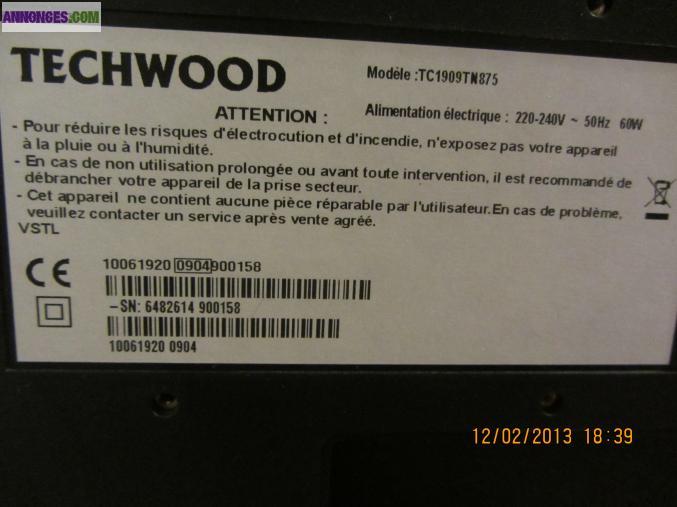 ANNONCES.COM
TECHWOOD
Modèle :TC1909TN875
ATTENTION :
Alimentation électrique : 220-240V ~ 50Hz 60W
- Pour réduire les risques d'électrocution et d'incendie, n'exposez pas votre appareil
à la pluie ou à l'humidité.
- En cas de non utilisation prolongée ou avant toute intervention, il est recommandé de
débrancher votre appareil de la prise secteur.
- Cet appareil ne contient aucune pièce réparable par l'utilisateur.En cas de problème,
veuillez contacter un service après vente agréé.
VSTL
CE
10061920 0904900158
-SN: 6482614 900158
10061920 0904
12/02/2013 18:39